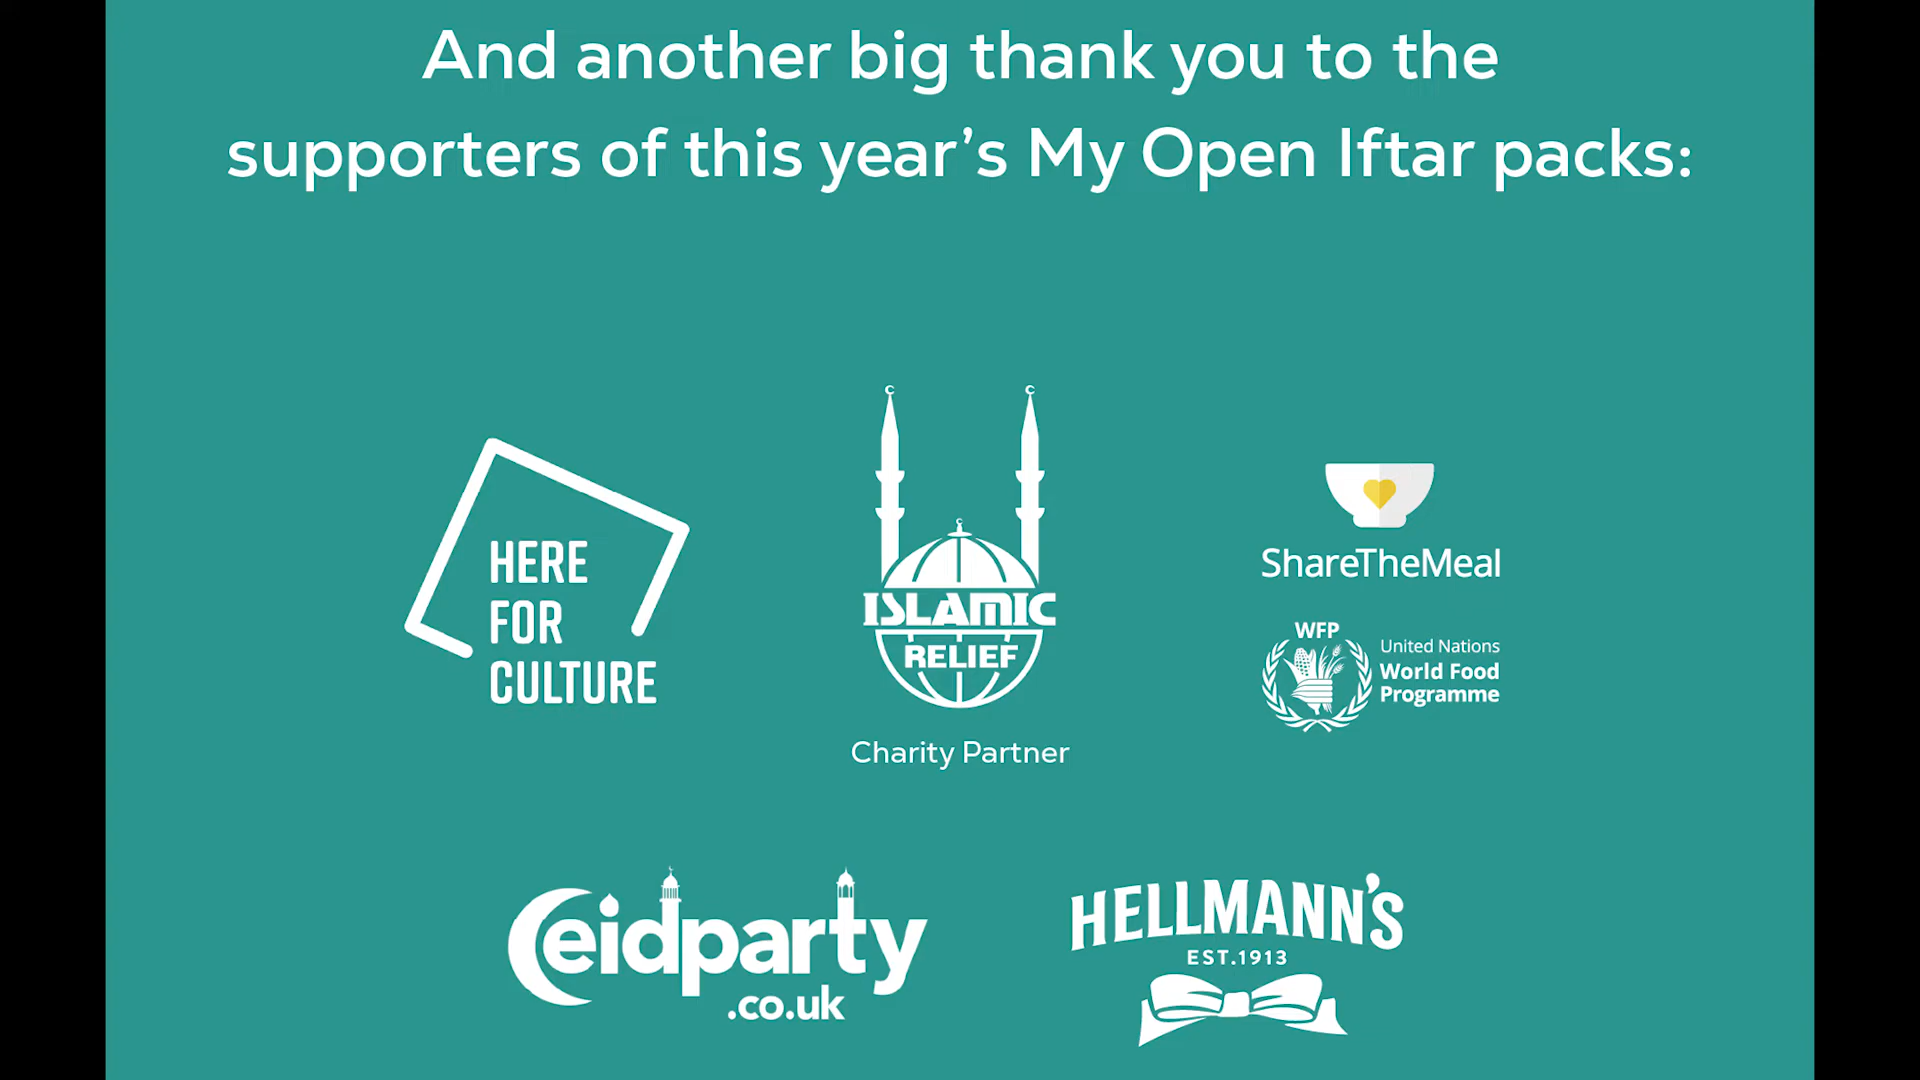 And another big thank you to the
supporters of this year’s My Open Iftar packs:
HERE
FOR
CULTURE
ISLAMIC
RELIEF
Charity Partner
ShareTheMeal
WFP
United Nations
World Food
Programme
eidparty
.co.uk
HELLMANN'S
EST.1913